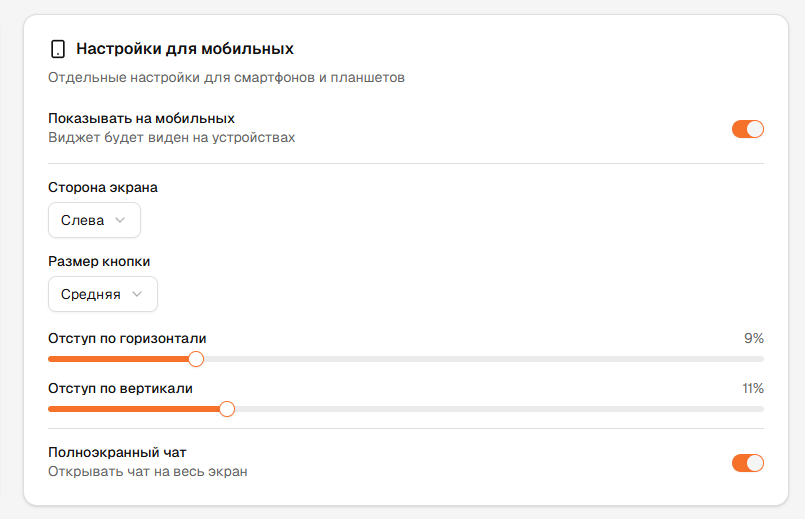 Настройки для мобильных
Отдельные настройки для смартфонов и планшетов
Показывать на мобильных
Виджет будет виден на устройствах
Сторона экрана
Слева
Размер кнопки
Средняя
Отступ по горизонтали 9%
Отступ по вертикали 11%
Полноэкранный чат
Открывать чат на весь экран